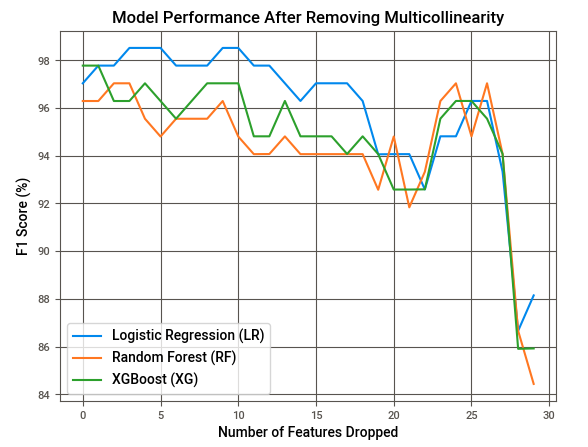 Model Performance After Removing Multicollinearity
F1 Score (%)
98
96
94
92
90
88
86
84
Logistic Regression (LR)
Random Forest (RF)
XGBoost (XG)
0 5 10 15 20 25 30
Number of Features Dropped